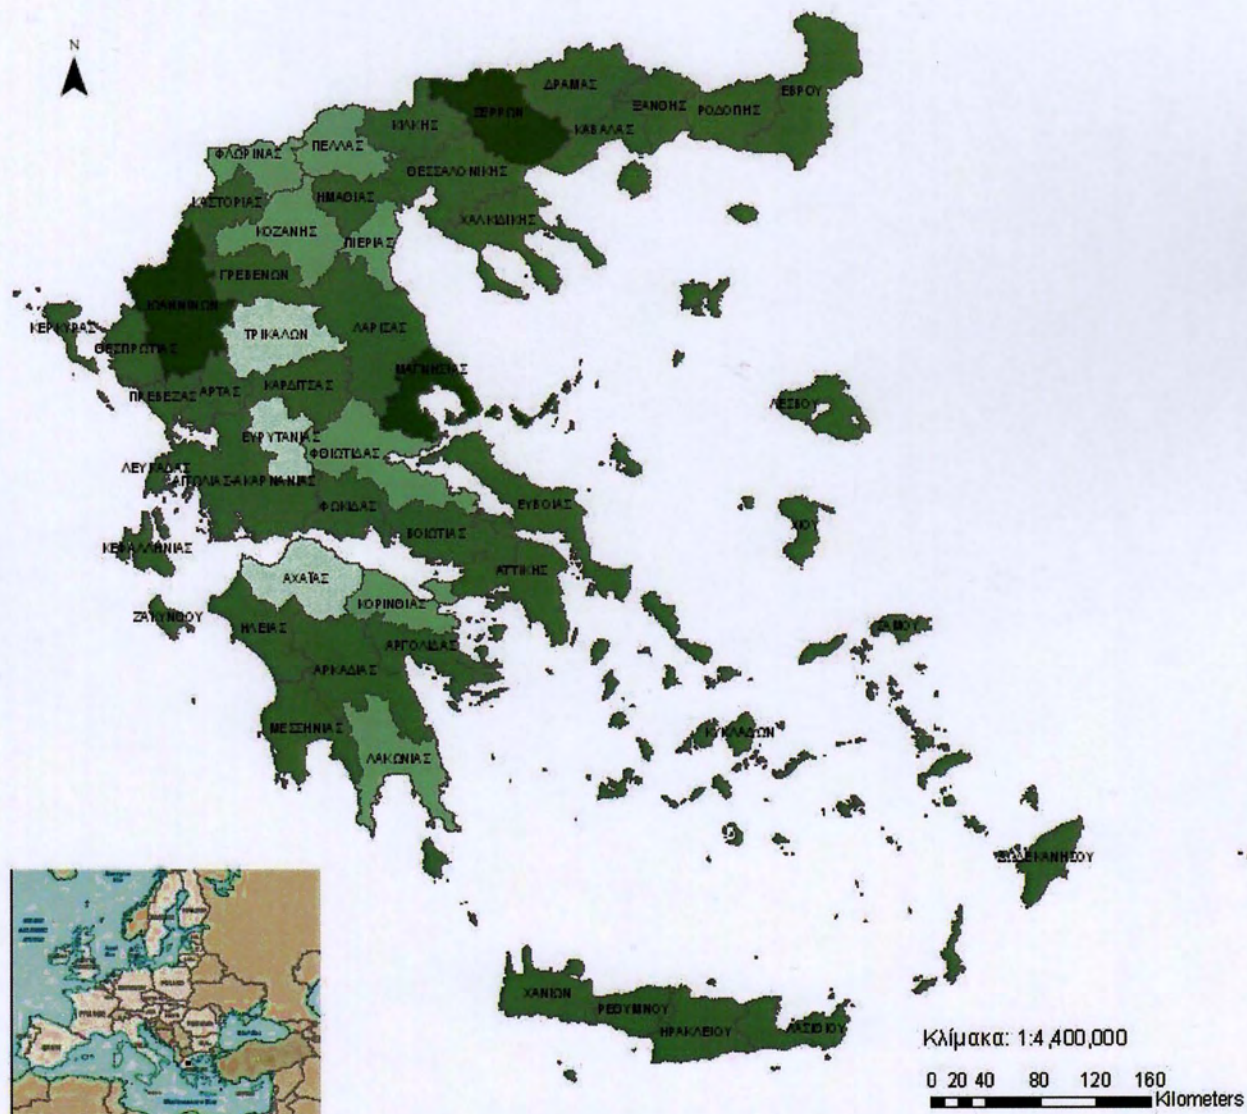 N
ΔΡΑΜΑΣ
ΕΒΡΟΥ
ΣΕΡΡΩΝ
ΞΑΝΘΗΣ
ΡΟΔΟΠΗΣ
ΚΙΛΚΗΣ
ΚΑΒΑΛΑΣ
ΠΕΛΛΑΣ
ΦΛΩΡΙΝΑΣ
ΘΕΣΣΑΛΟΝΙΚΗΣ
ΚΑΣΤΟΡΙΑΣ
ΗΜΑΘΙΑΣ
ΧΑΛΚΙΔΙΚΗΣ
ΚΟΖΑΝΗΣ
ΠΙΕΡΙΑΣ
ΓΡΕΒΕΝΩΝ
ΙΩΑΝΝΙΝΩΝ
ΚΕΡΚΥΡΑΣ
ΤΡΙΚΑΛΩΝ
ΛΑΡΙΣΑΣ
ΘΕΣΠΡΩΤΙΑΣ
ΜΑΓΝΗΣΙΑΣ
ΠΡΕΒΕΖΑΣ
ΑΡΤΑΣ
ΚΑΡΔΙΤΣΑΣ
ΛΕΣΒΟΥ
ΕΥΡΥΤΑΝΙΑΣ
ΦΘΙΩΤΙΔΑΣ
ΛΕΥΚΑΔΑΣ
ΑΙΤΩΛΙΑΣ-ΑΚΑΡΝΑΝΙΑΣ
ΦΩΚΙΔΑΣ
ΕΥΒΟΙΑΣ
ΒΟΙΩΤΙΑΣ
ΧΙΟΥ
ΚΕΦΑΛΛΗΝΙΑΣ
ΑΤΤΙΚΗΣ
ΑΧΑΪΑΣ
ΚΟΡΙΝΘΙΑΣ
ΖΑΚΥΝΘΟΥ
ΗΛΕΙΑΣ
ΣΑΜΟΥ
ΑΡΓΟΛΙΔΑΣ
ΑΡΚΑΔΙΑΣ
ΜΕΣΣΗΝΙΑΣ
ΚΥΚΛΑΔΩΝ
ΛΑΚΩΝΙΑΣ
ΔΩΔΕΚΑΝΗΣΟΥ
ΧΑΝΙΩΝ
ΡΕΘΥΜΝΟΥ
ΗΡΑΚΛΕΙΟΥ
ΛΑΣΙΘΙΟΥ
Κλίμακα: 1:4,400,000
0 20 40 80 120 160
Kilometers